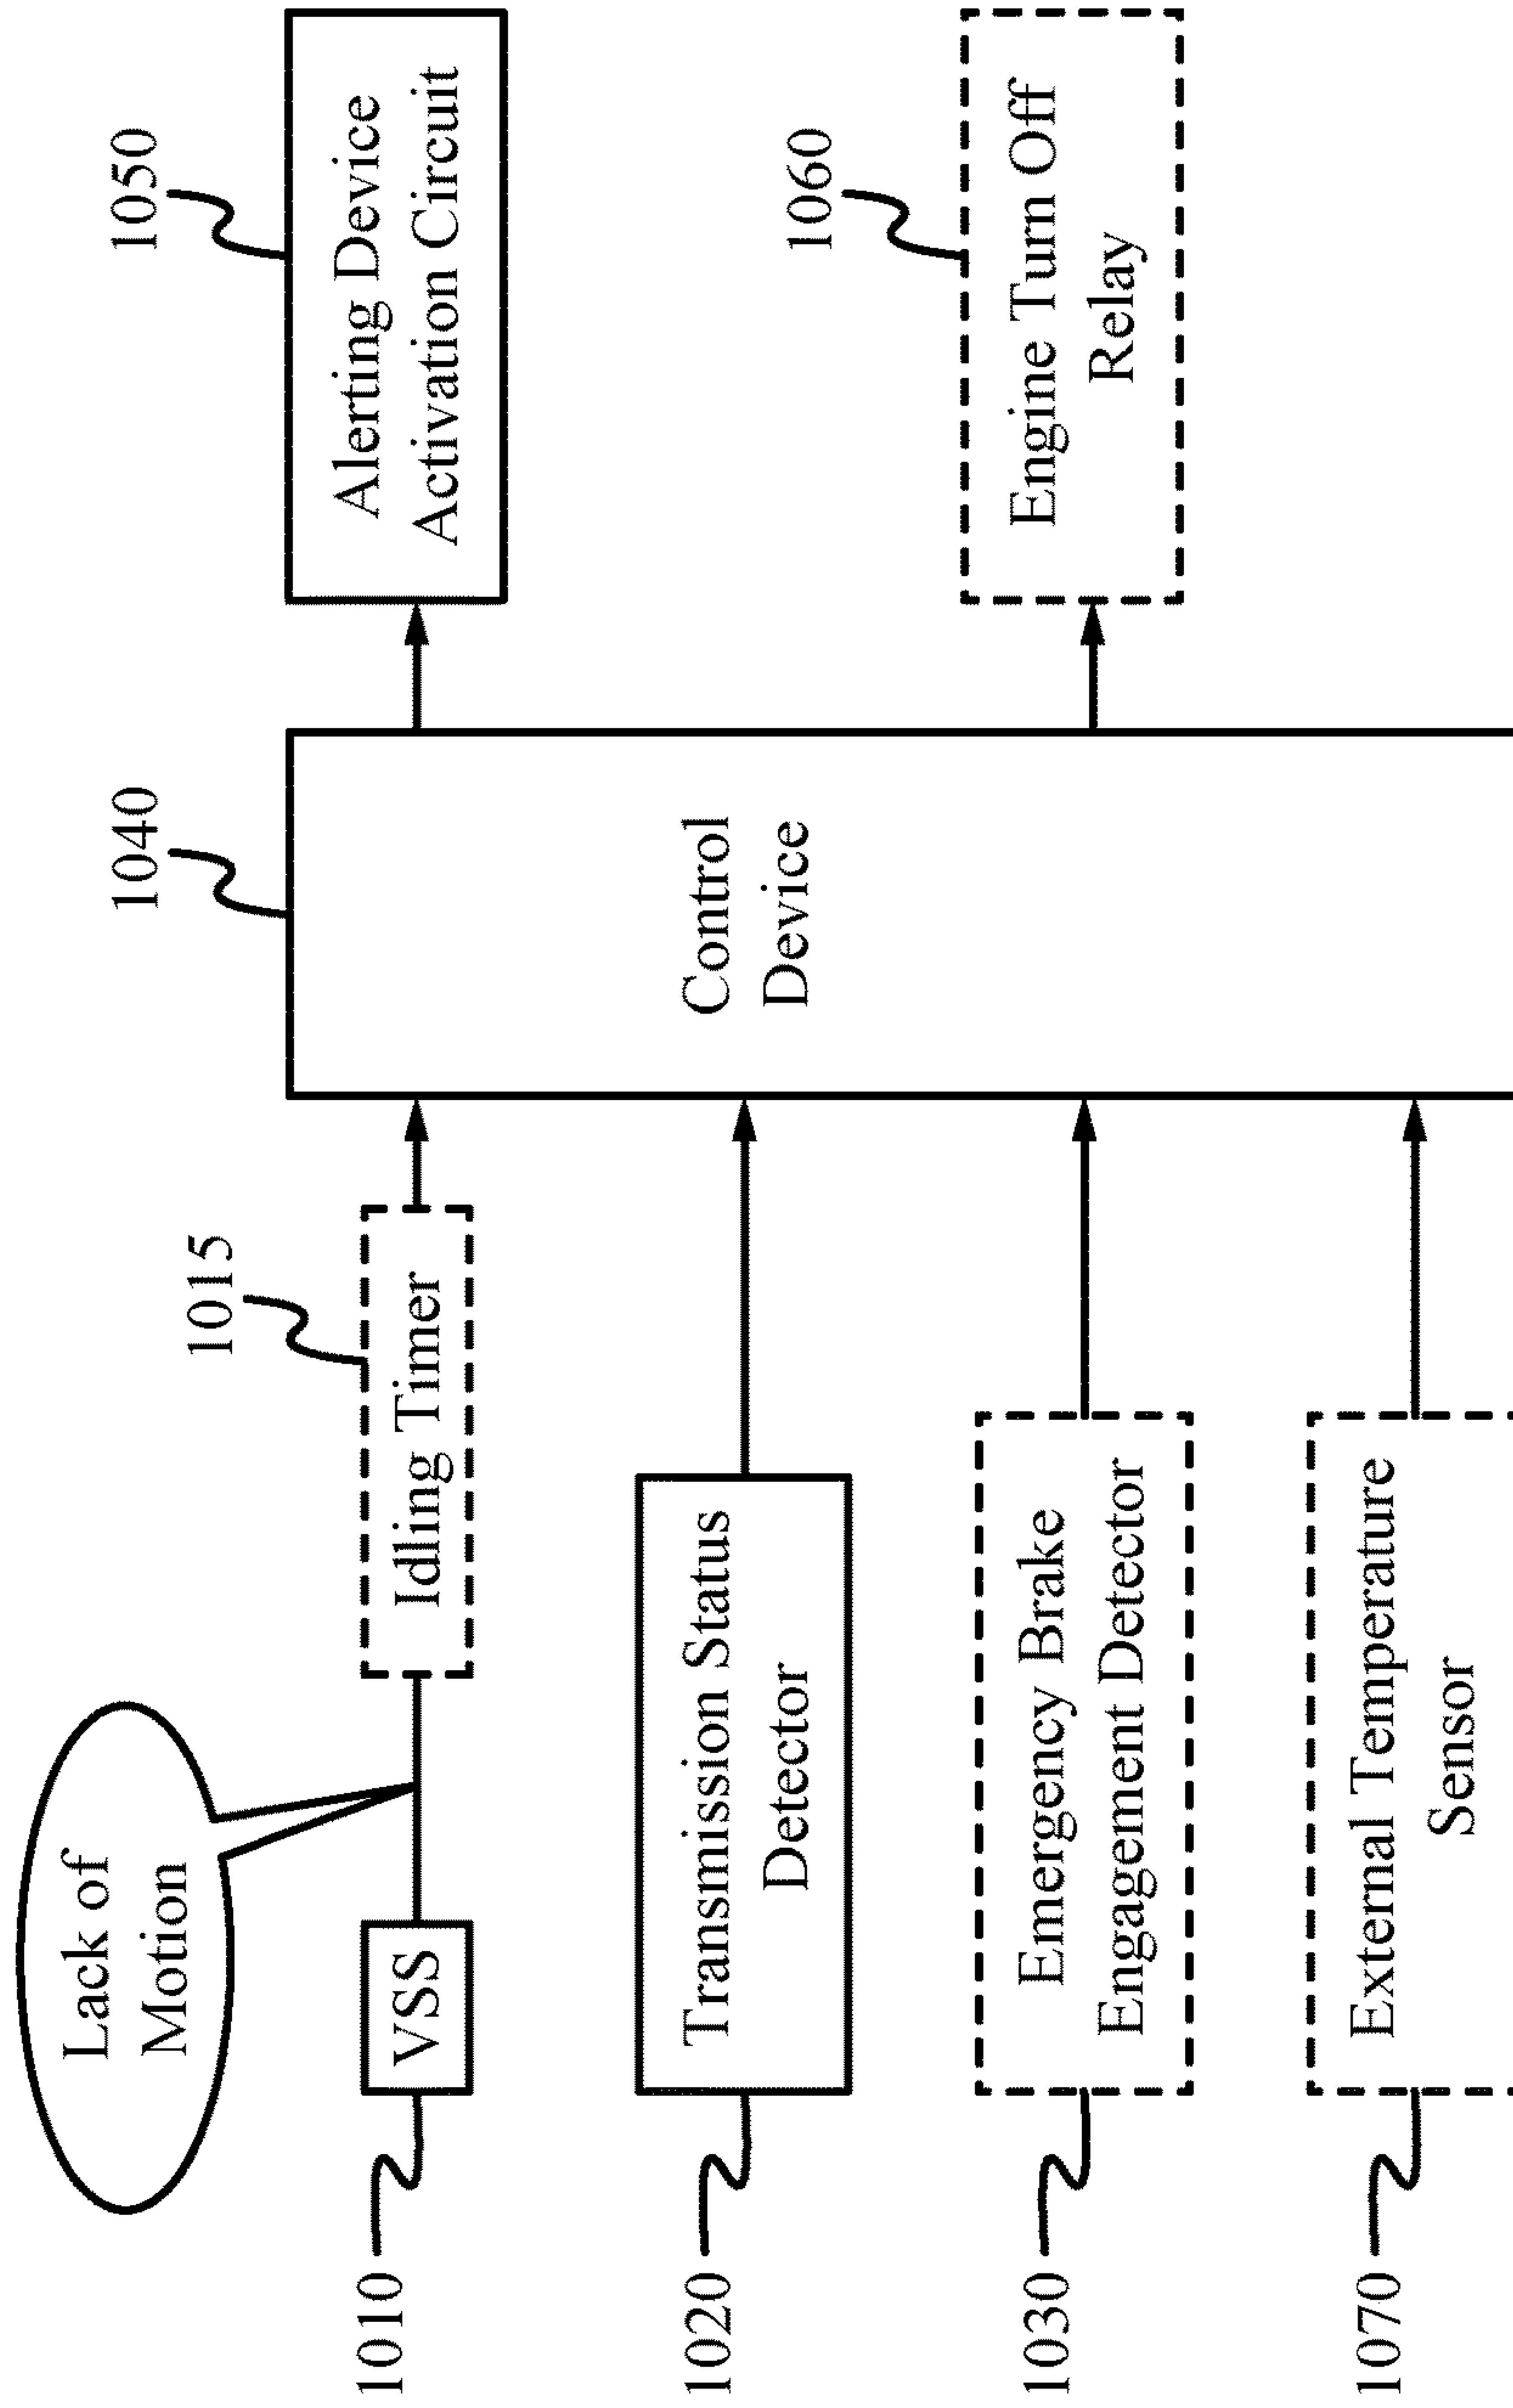 Lack of
Motion
1010
VSS
1015
Idling Timer
1040
Control
Device
1050
Alerting Device
Activation Circuit
1020
Transmission Status
Detector
1030
Emergency Brake
Engagement Detector
1060
Engine Turn Off
Relay
1070
External Temperature
Sensor